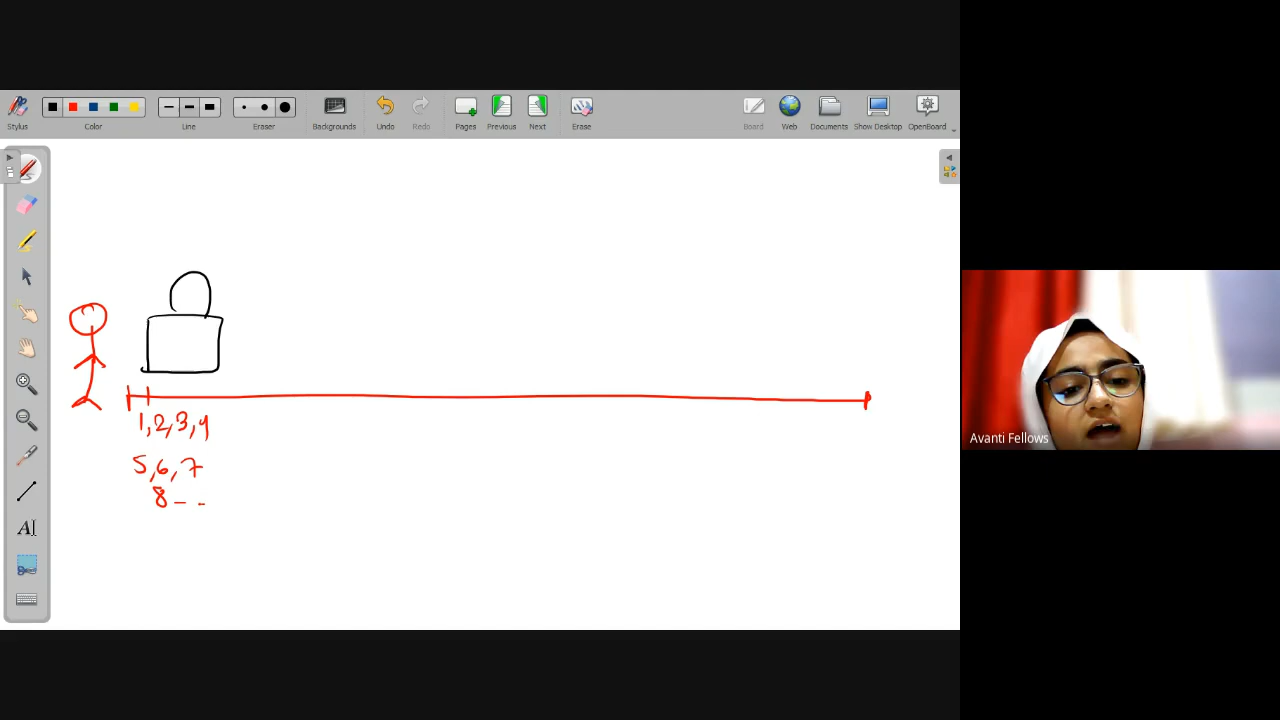 Stylus
Color
Line
Eraser
Backgrounds
Undo
Redo
Pages
Previous
Next
Erase
Board
Web
Documents
Show Desktop
OpenBoard
1,2,3,4
5,6,7
8- -
Avanti Fellows